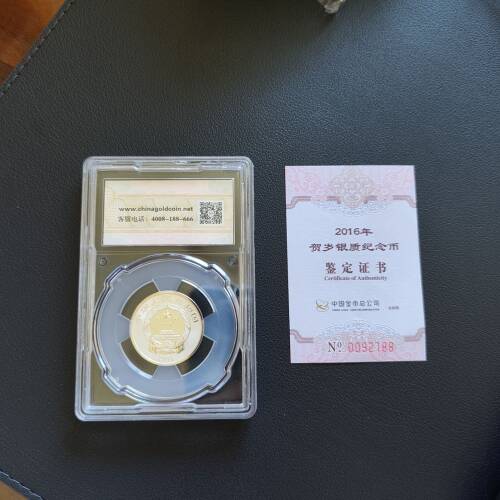 www.chinagoldcoin.net
客服电话：4008-188-666
2016年
贺岁银质纪念币
鉴定证书
Certificate of Authenticity
中国金币总公司
№ 0092188